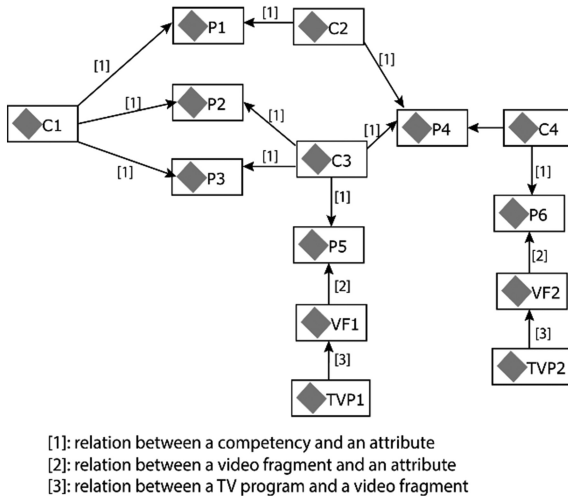 P1
[1]
C2
[1]
[1]
C1
[1]
P2
[1]
[1]
P4
C4
[1]
P3
[1]
C3
[1]
[1]
P6
P5
[2]
[2]
VF2
VF1
[3]
[3]
TVP2
TVP1
[1]: relation between a competency and an attribute
[2]: relation between a video fragment and an attribute
[3]: relation between a TV program and a video fragment